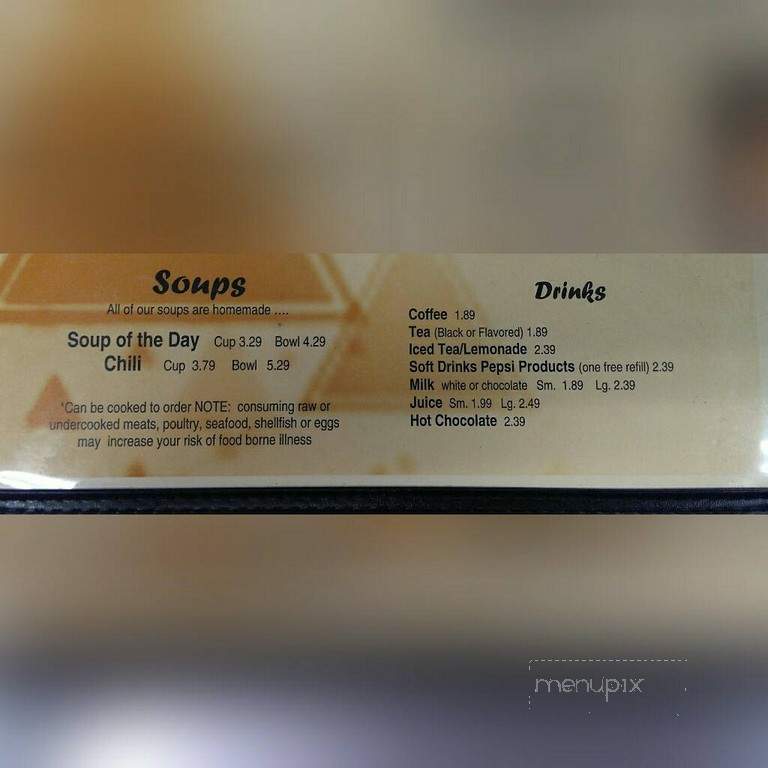 Soups
All of our soups are homemade ....
Soup of the Day Cup 3.29 Bowl 4.29
Chili Cup 3.79 Bowl 5.29
*Can be cooked to order NOTE: consuming raw or
undercooked meats, poultry, seafood, shellfish or eggs
may increase your risk of food borne illness
Drinks
Coffee 1.89
Tea (Black or Flavored) 1.89
Iced Tea/Lemonade 2.39
Soft Drinks Pepsi Products (one free refill) 2.39
Milk white or chocolate Sm. 1.89 Lg. 2.39
Juice Sm. 1.99 Lg. 2.49
Hot Chocolate 2.39
menupix